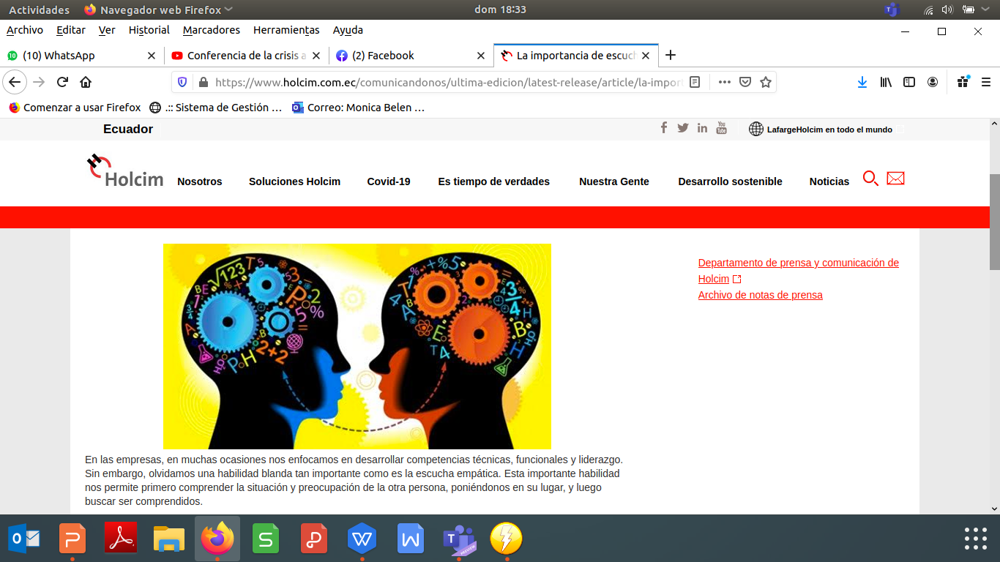 Actividades Navegador web Firefox dom 18:33
Archivo Editar Ver Historial Marcadores Herramientas Ayuda
(10) WhatsApp Conferencia de la crisis a (2) Facebook La importancia de escuch
https://www.holcim.com.ec/comunicandonos/ultima-edicion/latest-release/article/la-impor
Comenzar a usar Firefox .:: Sistema de Gestión … Correo: Monica Belen …
Ecuador LafargeHolcim en todo el mundo
Holcim Nosotros Soluciones Holcim Covid-19 Es tiempo de verdades Nuestra Gente Desarrollo sostenible Noticias
Departamento de prensa y comunicación de
Holcim
Archivo de notas de prensa
En las empresas, en muchas ocasiones nos enfocamos en desarrollar competencias técnicas, funcionales y liderazgo.
Sin embargo, olvidamos una habilidad blanda tan importante como es la escucha empática. Esta importante habilidad
nos permite primero comprender la situación y preocupación de la otra persona, poniéndonos en su lugar, y luego
buscar ser comprendidos.